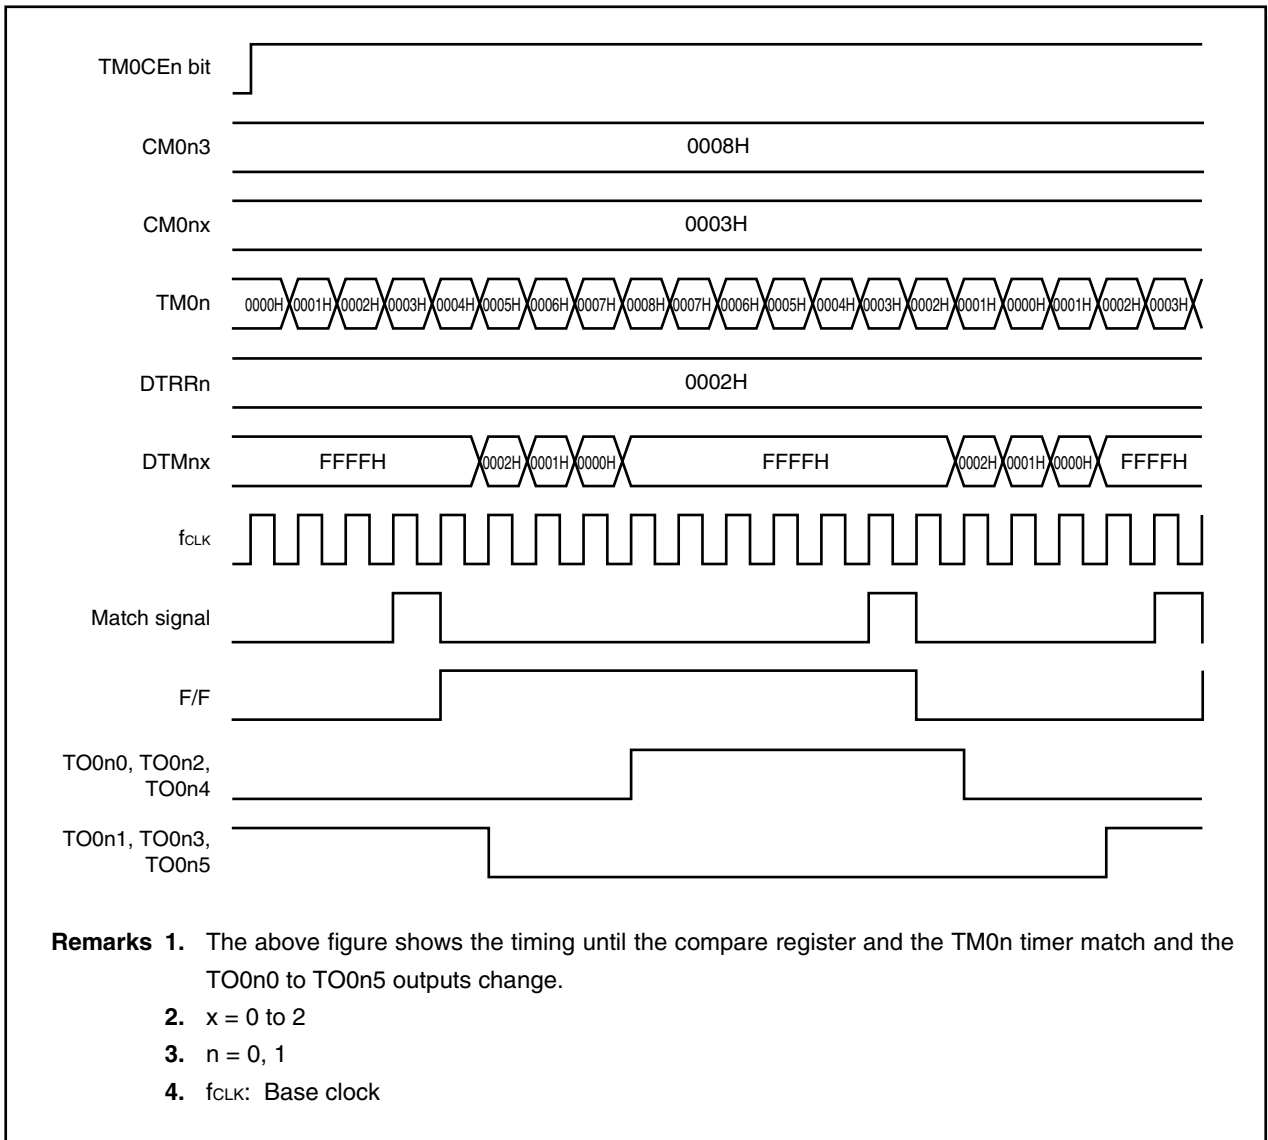 TM0CEn bit
CM0n3 0008H
CM0nx 0003H
TM0n 0000H 0001H 0002H 0003H 0004H 0005H 0006H 0007H 0008H 0007H 0006H 0005H 0004H 0003H 0002H 0001H 0000H 0001H 0002H 0003H
DTRRn 0002H
DTMnx FFFFH 0002H 0001H 0000H FFFFH 0002H 0001H 0000H FFFFH
fCLK
Match signal
F/F
TO0n0, TO0n2,
TO0n4
TO0n1, TO0n3,
TO0n5
Remarks 1. The above figure shows the timing until the compare register and the TM0n timer match and the
TO0n0 to TO0n5 outputs change.
2. x = 0 to 2
3. n = 0, 1
4. fCLK: Base clock